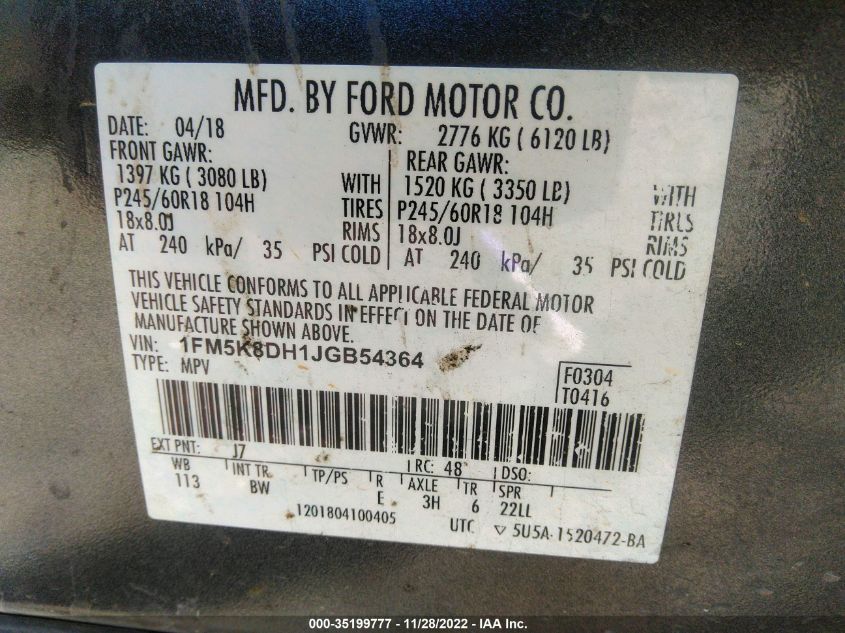 MFD. BY FORD MOTOR CO.
DATE: 04/18 GVWR: 2776 KG ( 6120 LB)
FRONT GAWR: REAR GAWR:
1397 KG ( 3080 LB) WITH 1520 KG ( 3350 LB) WITH
P245/60R18 104H TIRES P245/60R18 104H TIRES
18x8.0J RIMS 18x8.0J RIMS
AT 240 kPa/ 35 PSI COLD AT 240 kPa/ 35 PSI COLD
THIS VEHICLE CONFORMS TO ALL APPLICABLE FEDERAL MOTOR
VEHICLE SAFETY STANDARDS IN EFFECT ON THE DATE OF
MANUFACTURE SHOWN ABOVE.
VIN: 1FM5K8DH1JGB54364
TYPE: MPV
F0304
T0416
EXT PNT: J7 RC: 48 DSO:
WB INT TR TP/PS R AXLE TR SPR
113 BW E 3H 6 22LL
1201804100405 UTC ▽ 5U5A-1520472-BA
000-35199777 - 11/28/2022 - IAA Inc.